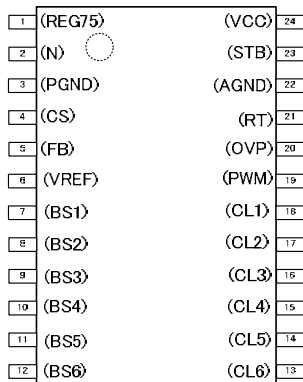 1 (REG75) (VCC) 24
2 (N) (STB) 23
3 (PGND) (AGND) 22
4 (CS) (RT) 21
5 (FB) (OVP) 20
6 (VREF) (PWM) 19
7 (BS1) (CL1) 18
8 (BS2) (CL2) 17
9 (BS3) (CL3) 16
10 (BS4) (CL4) 15
11 (BS5) (CL5) 14
12 (BS6) (CL6) 13